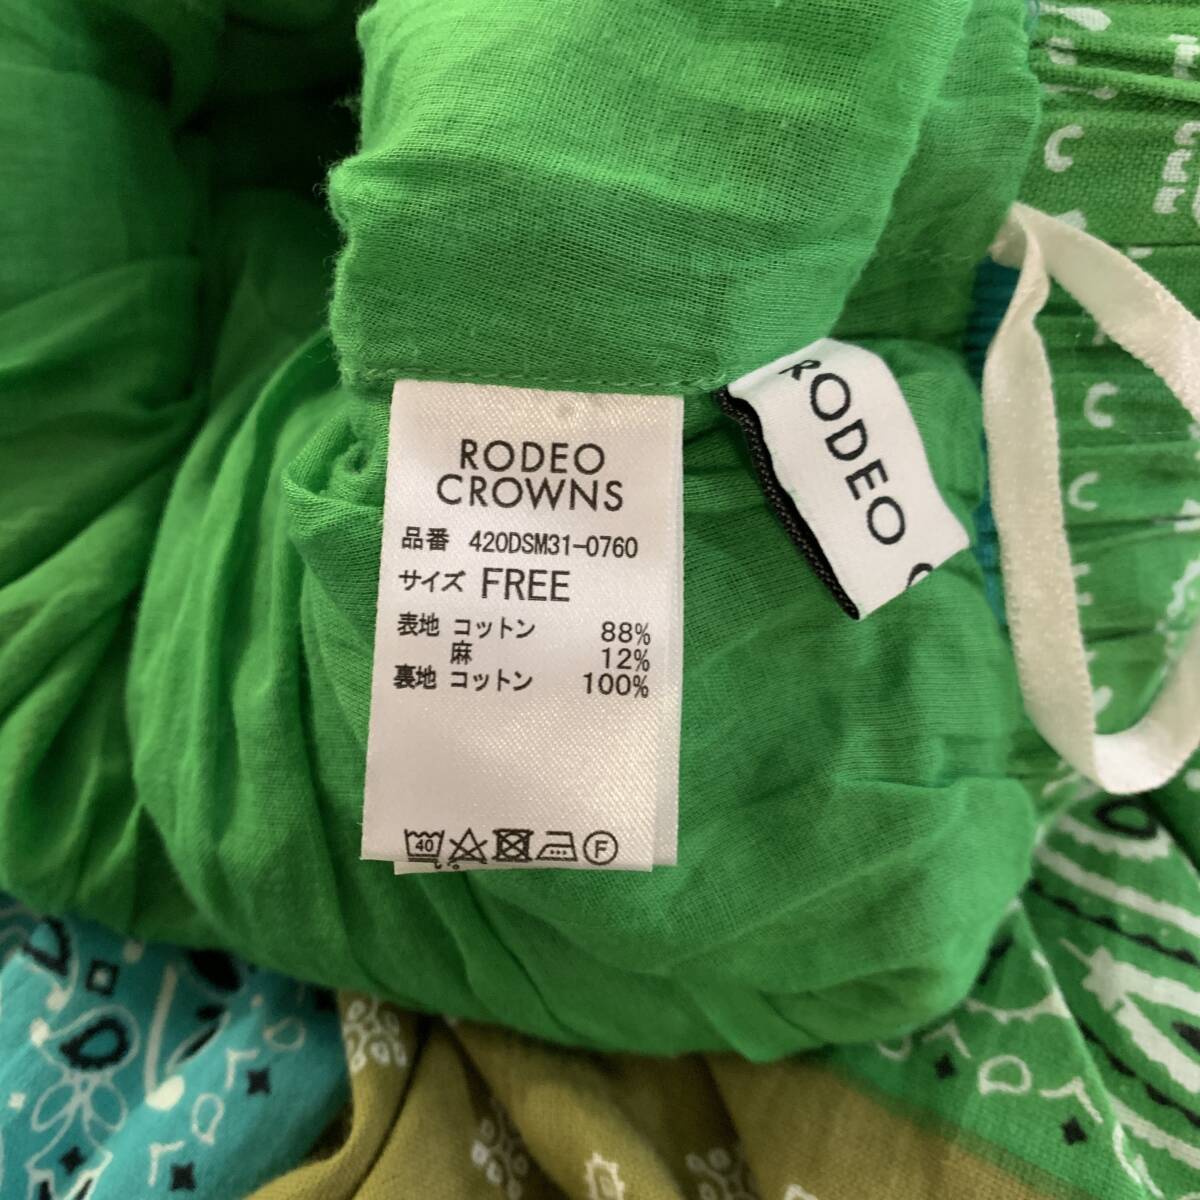 RODEO
CROWNS
品番 420DSM31-0760
サイズ FREE
表地 コットン 88%
麻 12%
裏地 コットン 100%
40
F
RODEO